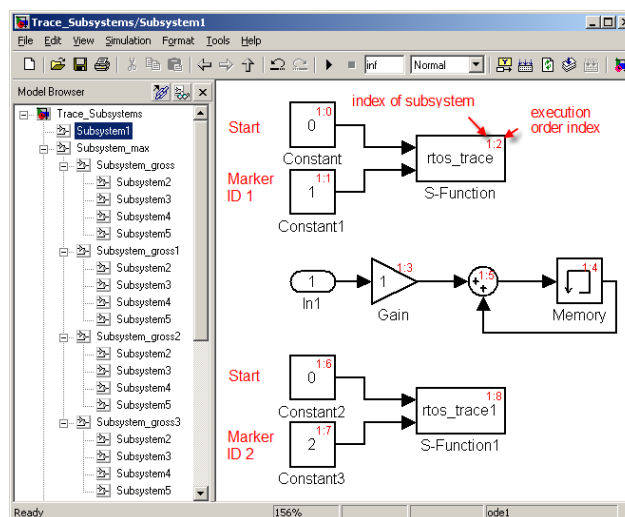 Trace_Subsystems/Subsystem1
File Edit View Simulation Format Tools Help
inf Normal
Model Browser
Trace_Subsystems
Subsystem1
Subsystem_max
Subsystem_gross
Subsystem2
Subsystem3
Subsystem4
Subsystem5
Subsystem_gross1
Subsystem2
Subsystem3
Subsystem4
Subsystem5
Subsystem_gross2
Subsystem2
Subsystem3
Subsystem4
Subsystem5
Subsystem_gross3
Subsystem2
Subsystem3
Subsystem4
Subsystem5
index of subsystem
execution
order index
Start
1:0
0
Constant
1:2
rtos_trace
S-Function
Marker
ID 1
1:1
1
Constant1
1
In1
1:3
1
Gain
1:5
1:4
Memory
Start
1:6
0
Constant2
1:8
rtos_trace1
S-Function1
Marker
ID 2
1:7
2
Constant3
Ready 156% ode1